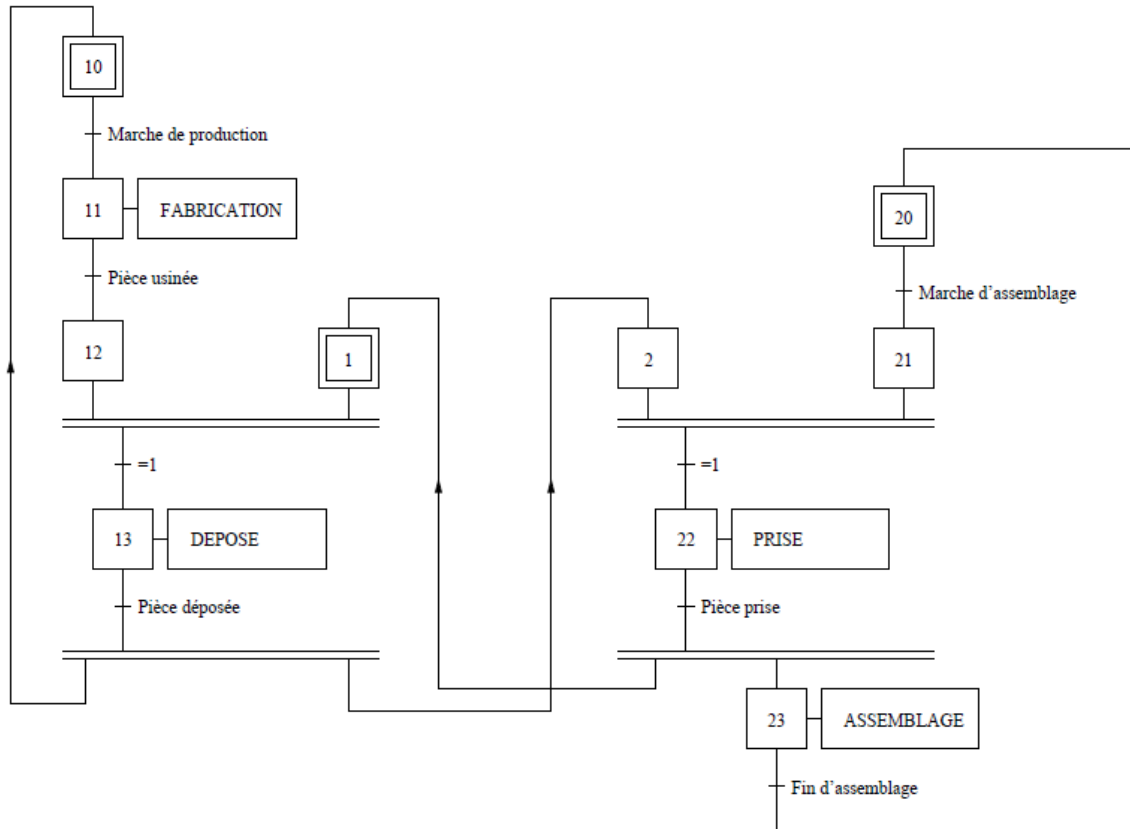 10
Marche de production
11
FABRICATION
20
Pièce usinée
Marche d’assemblage
12
1
2
21
=1
=1
13
DEPOSE
22
PRISE
Pièce déposée
Pièce prise
23
ASSEMBLAGE
Fin d’assemblage